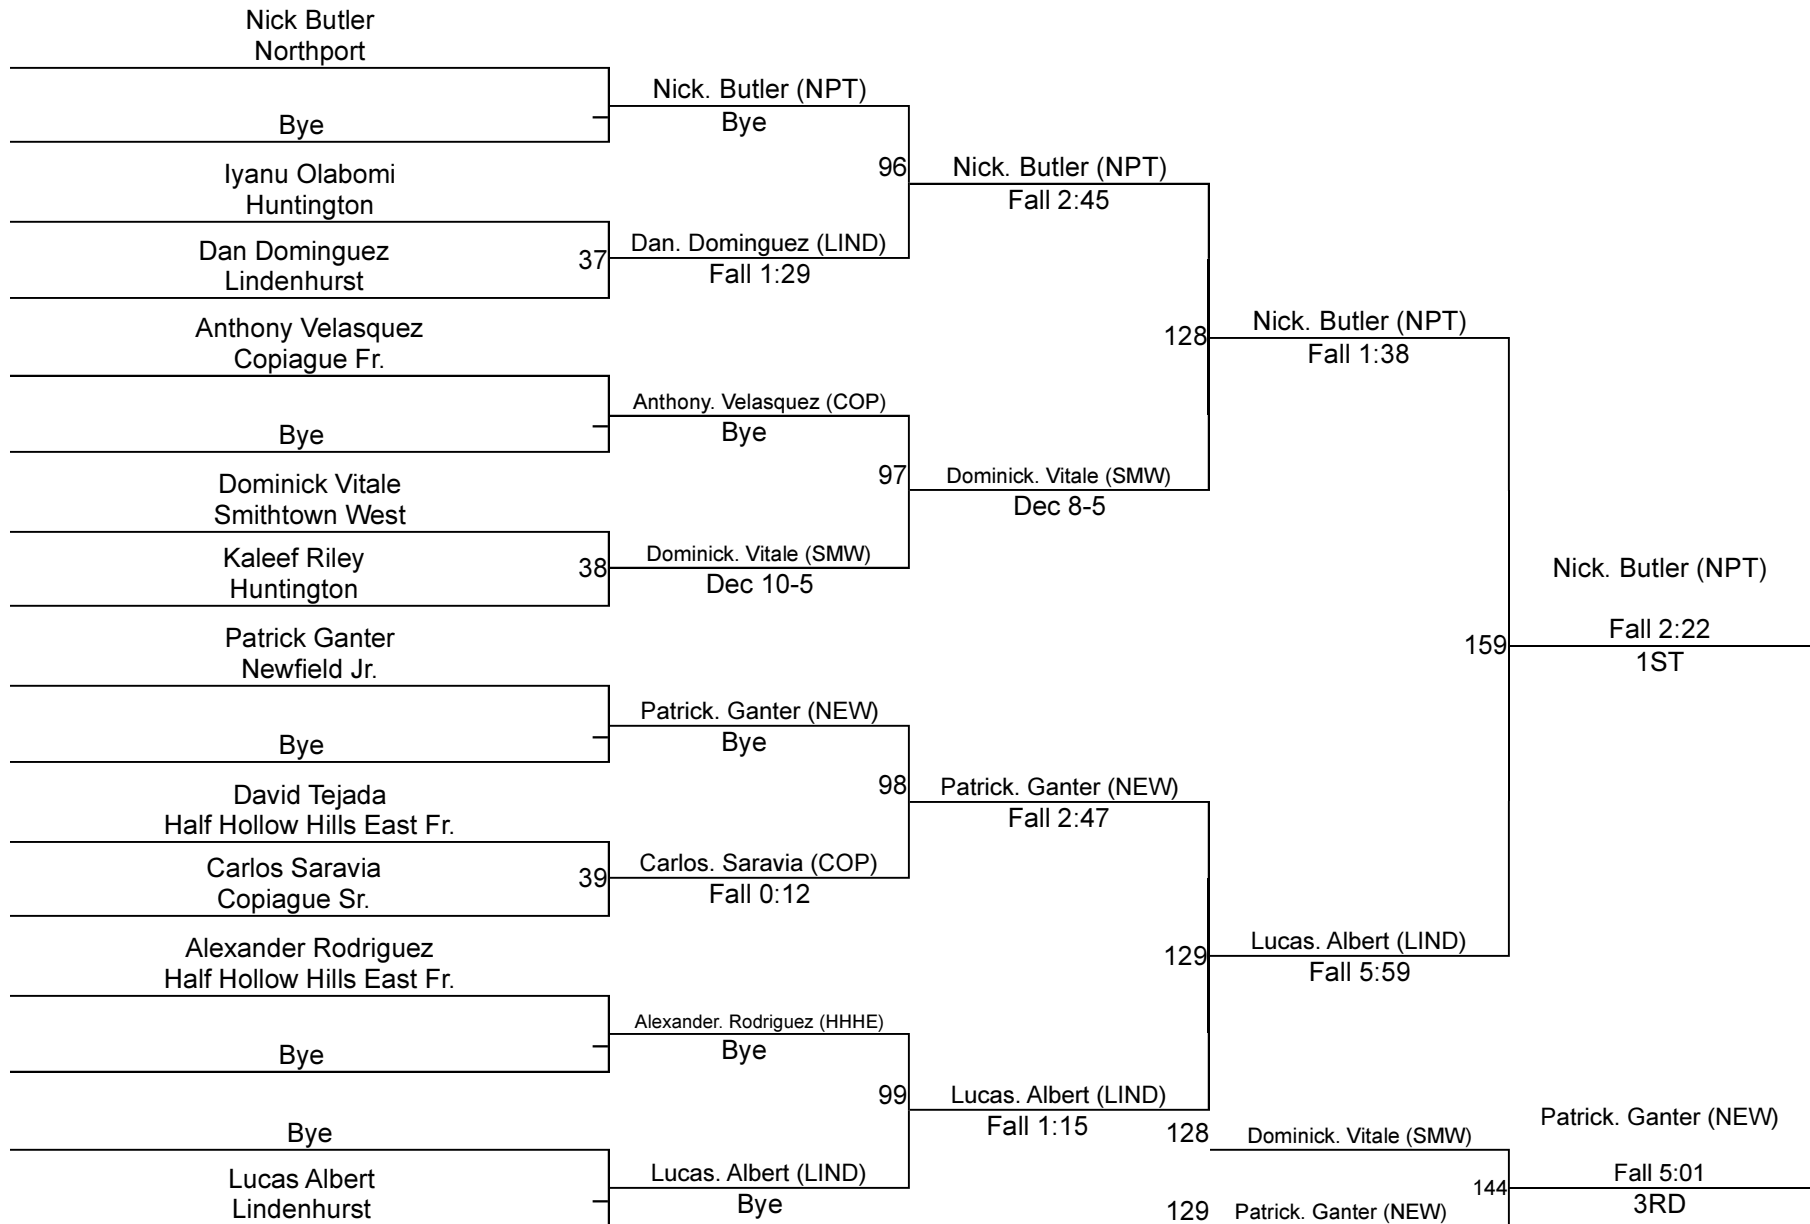 Nick Butler
Northport
Bye
Iyanu Olabomi
Huntington
Dan Dominguez
Lindenhurst
37
Anthony Velasquez
Copiague Fr.
Bye
Dominick Vitale
Smithtown West
Kaleef Riley
Huntington
38
Patrick Ganter
Newfield Jr.
Bye
David Tejada
Half Hollow Hills East Fr.
Carlos Saravia
Copiague Sr.
39
Alexander Rodriguez
Half Hollow Hills East Fr.
Bye
Bye
Lucas Albert
Lindenhurst
Nick. Butler (NPT)
Bye
96
Dan. Dominguez (LIND)
Fall 1:29
Anthony. Velasquez (COP)
Bye
97
Dominick. Vitale (SMW)
Dec 10-5
Patrick. Ganter (NEW)
Bye
98
Carlos. Saravia (COP)
Fall 0:12
Alexander. Rodriguez (HHHE)
Bye
99
Lucas. Albert (LIND)
Bye
Nick. Butler (NPT)
Fall 2:45
128
Dominick. Vitale (SMW)
Dec 8-5
Patrick. Ganter (NEW)
Fall 2:47
129
Lucas. Albert (LIND)
Fall 1:15
Nick. Butler (NPT)
Fall 1:38
159
Lucas. Albert (LIND)
Fall 5:59
Nick. Butler (NPT)
Fall 2:22
1ST
128 Dominick. Vitale (SMW)
144
129 Patrick. Ganter (NEW)
Patrick. Ganter (NEW)
Fall 5:01
3RD